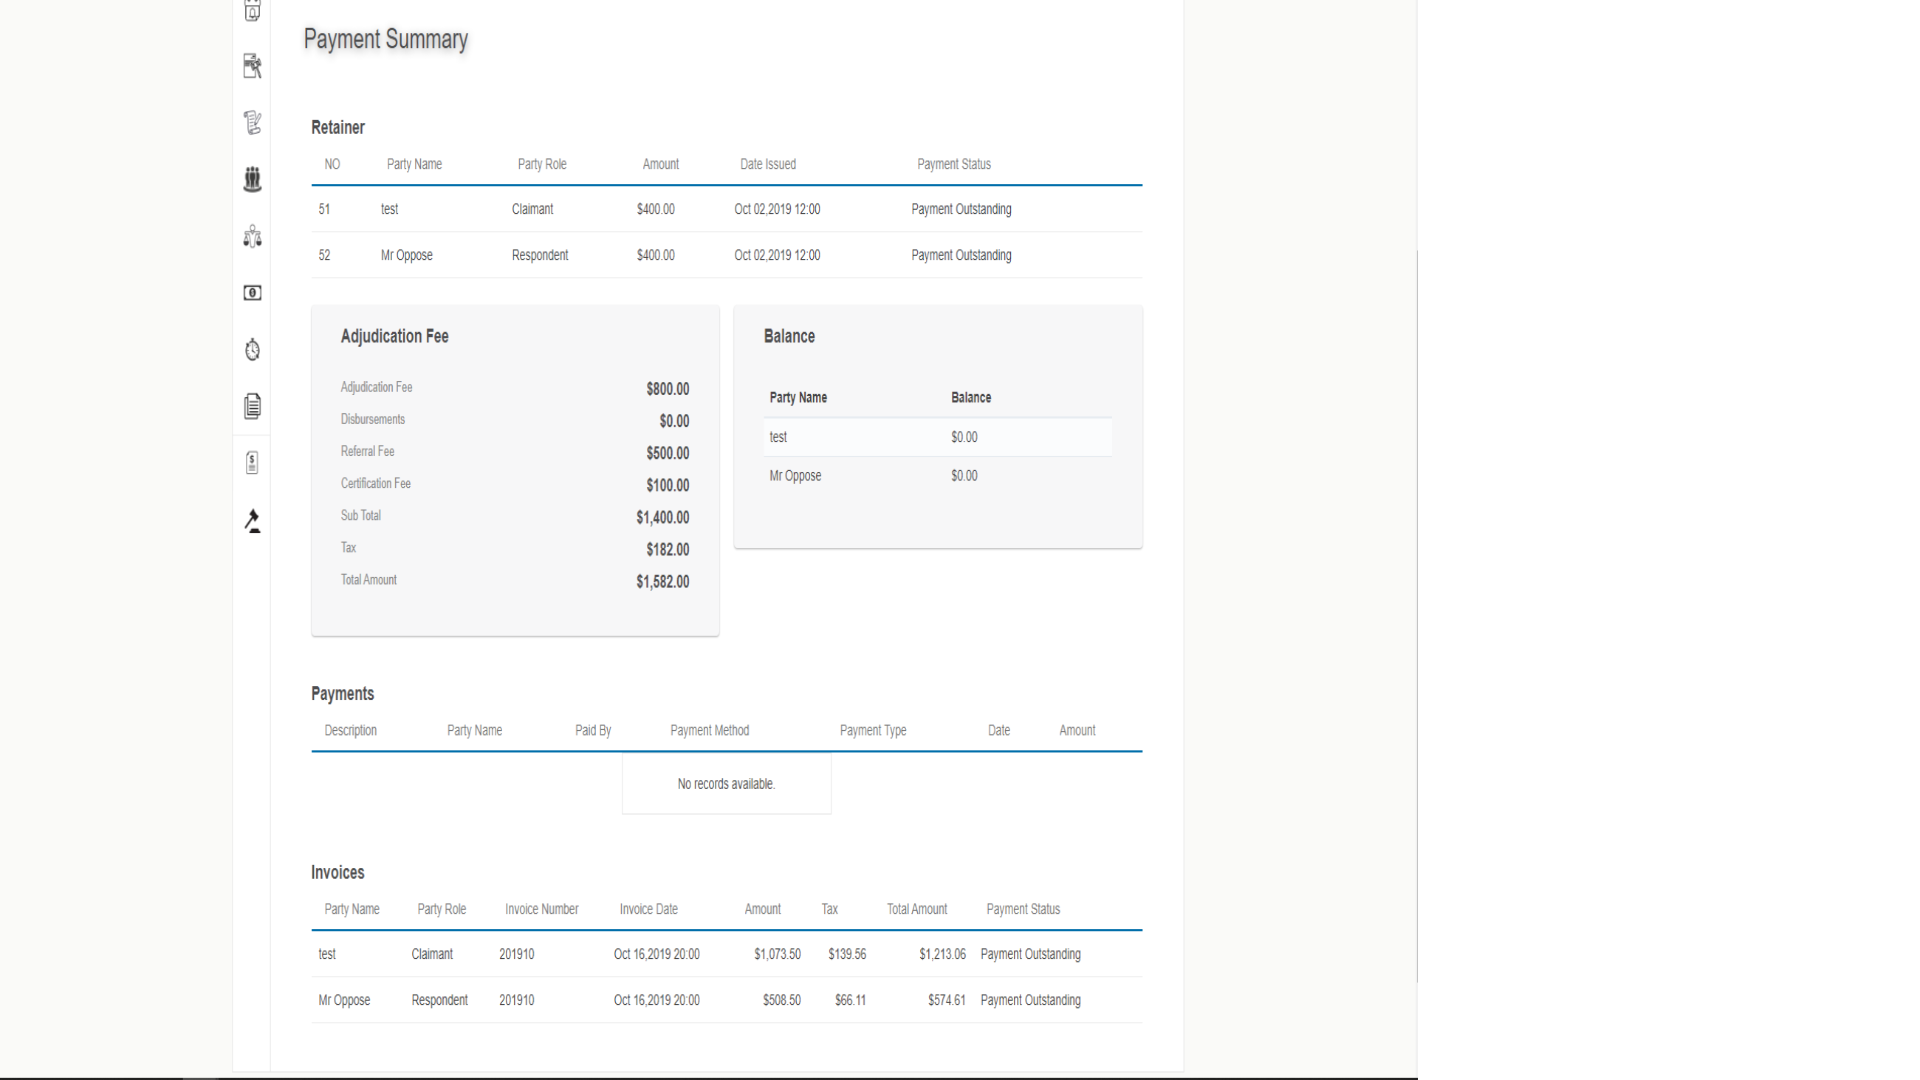 Payment Summary
Retainer
NO Party Name Party Role Amount Date Issued Payment Status
51 test Claimant $400.00 Oct 02,2019 12:00 Payment Outstanding
52 Mr Oppose Respondent $400.00 Oct 02,2019 12:00 Payment Outstanding
Adjudication Fee
Adjudication Fee $800.00
Disbursements $0.00
Referral Fee $500.00
Certification Fee $100.00
Sub Total $1,400.00
Tax $182.00
Total Amount $1,582.00
Balance
Party Name Balance
test $0.00
Mr Oppose $0.00
Payments
Description Party Name Paid By Payment Method Payment Type Date Amount
No records available.
Invoices
Party Name Party Role Invoice Number Invoice Date Amount Tax Total Amount Payment Status
test Claimant 201910 Oct 16,2019 20:00 $1,073.50 $139.56 $1,213.06 Payment Outstanding
Mr Oppose Respondent 201910 Oct 16,2019 20:00 $508.50 $66.11 $574.61 Payment Outstanding